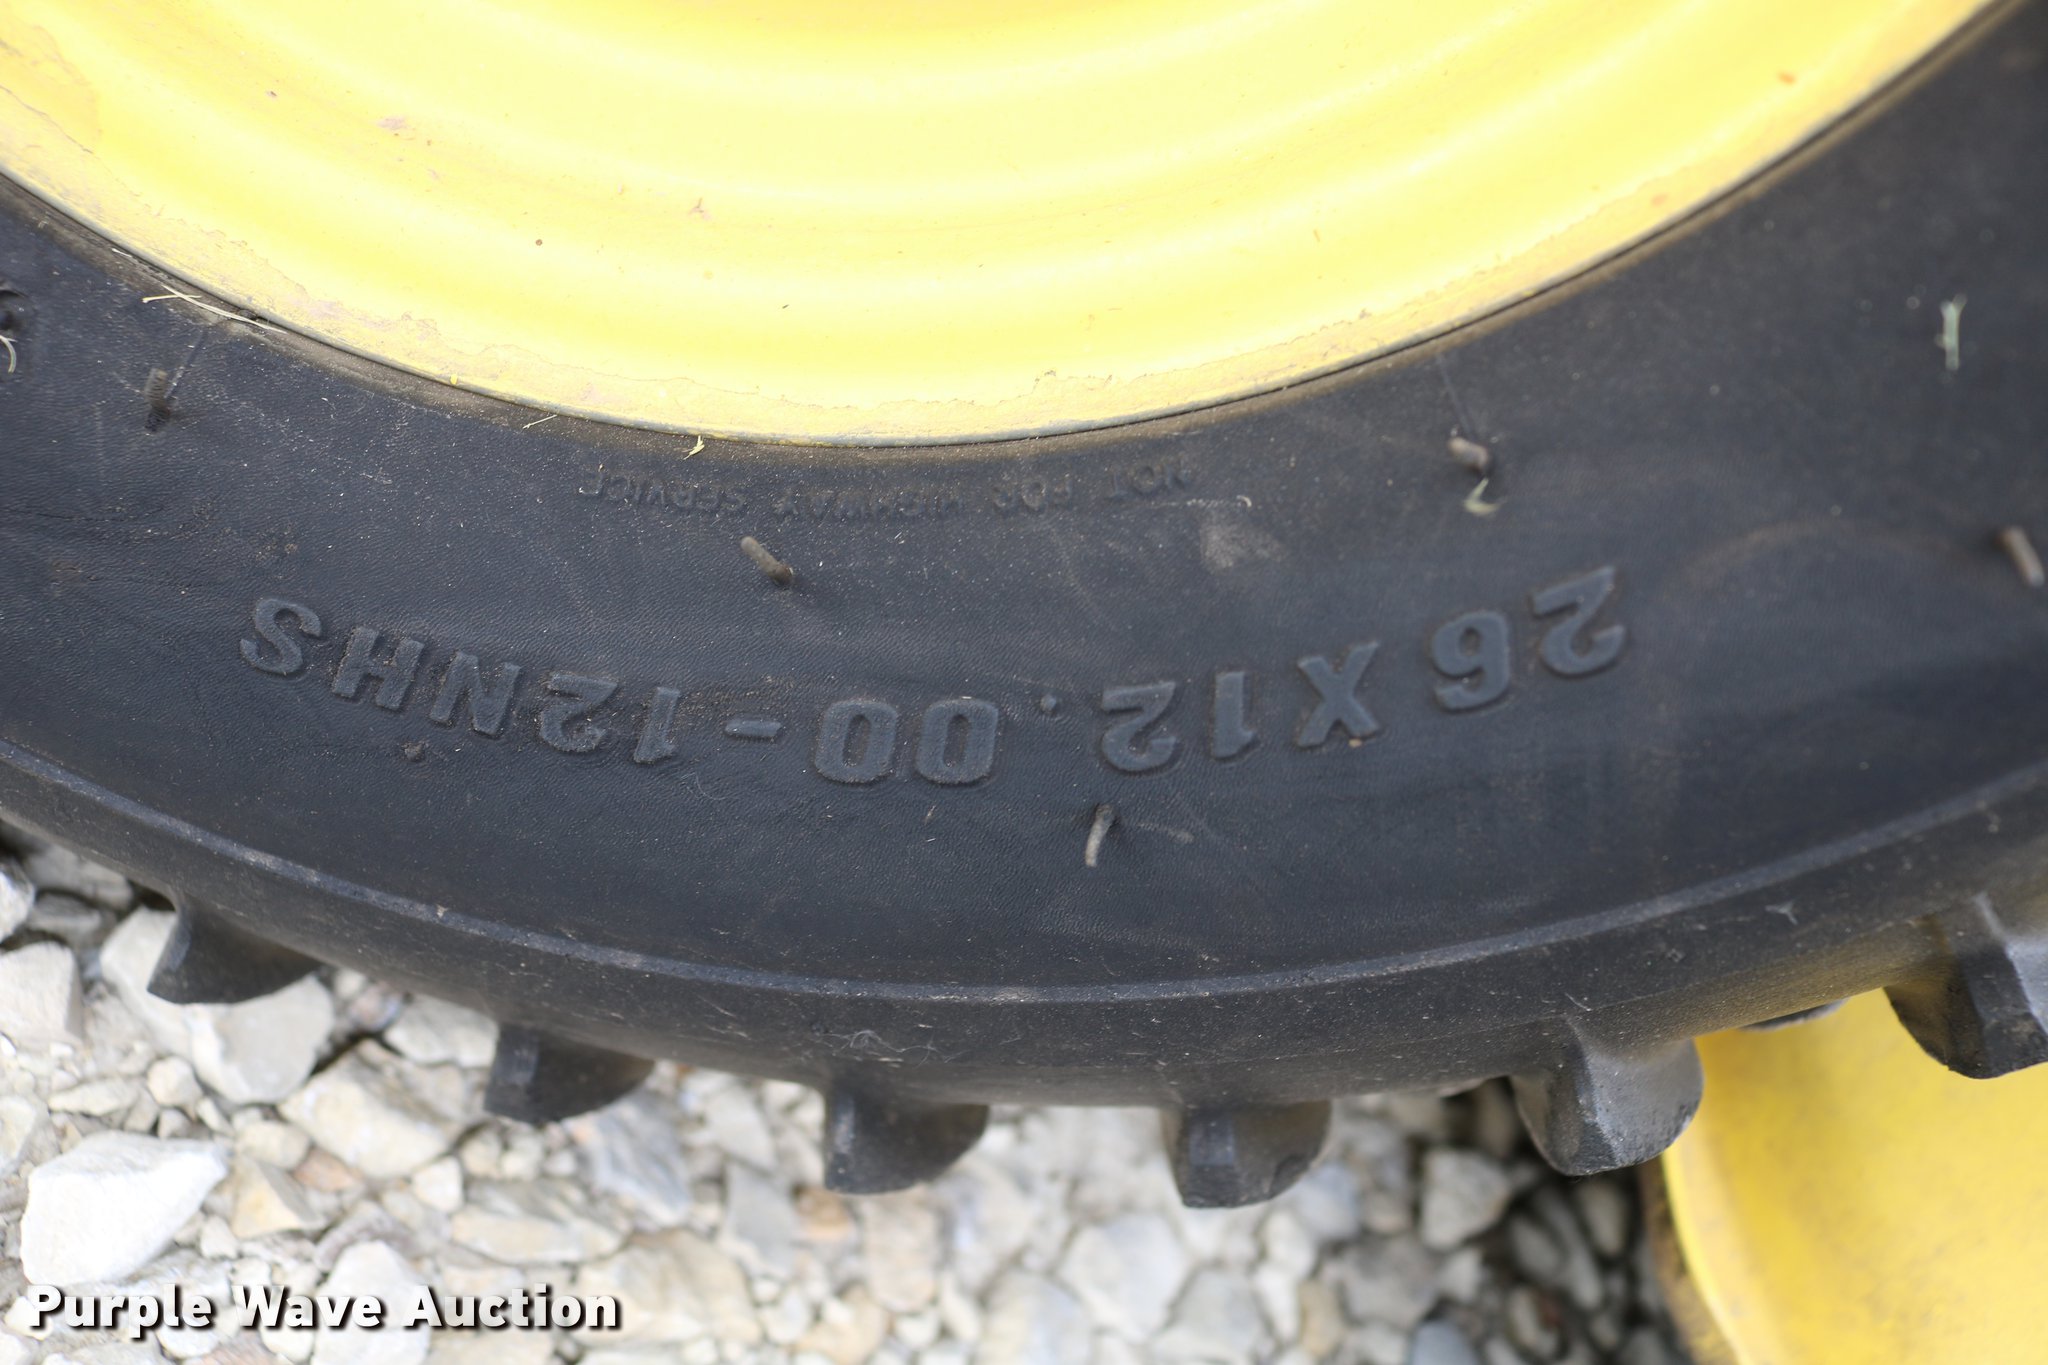 NOT FOR HIGHWAY SERVICE
26X12.00-12NHS
Purple Wave Auction